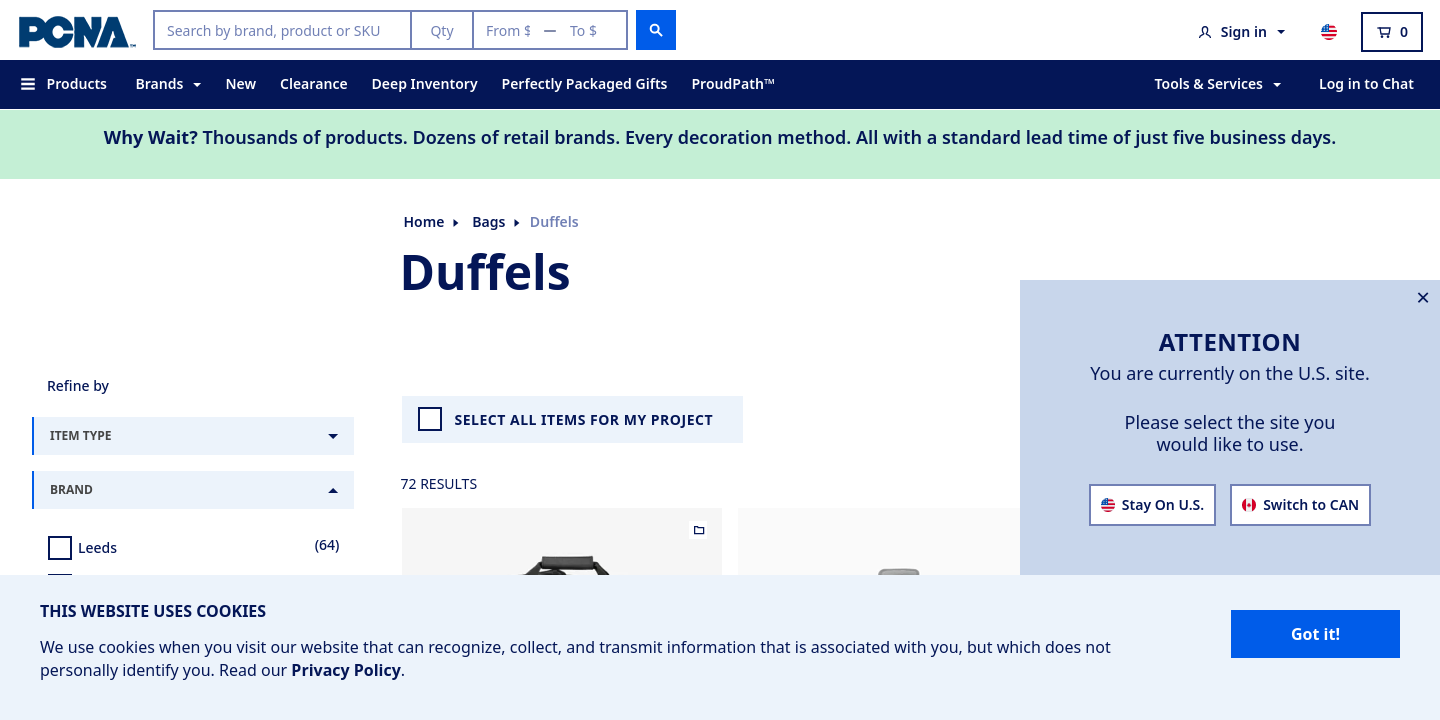 PCNA™
Search by brand, product or SKU
Qty
From $
—
To $
Sign in
0
Products
Brands
New
Clearance
Deep Inventory
Perfectly Packaged Gifts
ProudPath™
Tools & Services
Log in to Chat
Why Wait? Thousands of products. Dozens of retail brands. Every decoration method. All with a standard lead time of just five business days.
Home
Bags
Duffels
Duffels
ATTENTION
You are currently on the U.S. site.
Please select the site you
would like to use.
Stay On U.S.
Switch to CAN
Refine by
ITEM TYPE
BRAND
Leeds
(64)
SELECT ALL ITEMS FOR MY PROJECT
72 RESULTS
THIS WEBSITE USES COOKIES
We use cookies when you visit our website that can recognize, collect, and transmit information that is associated with you, but which does not
personally identify you. Read our Privacy Policy.
Got it!